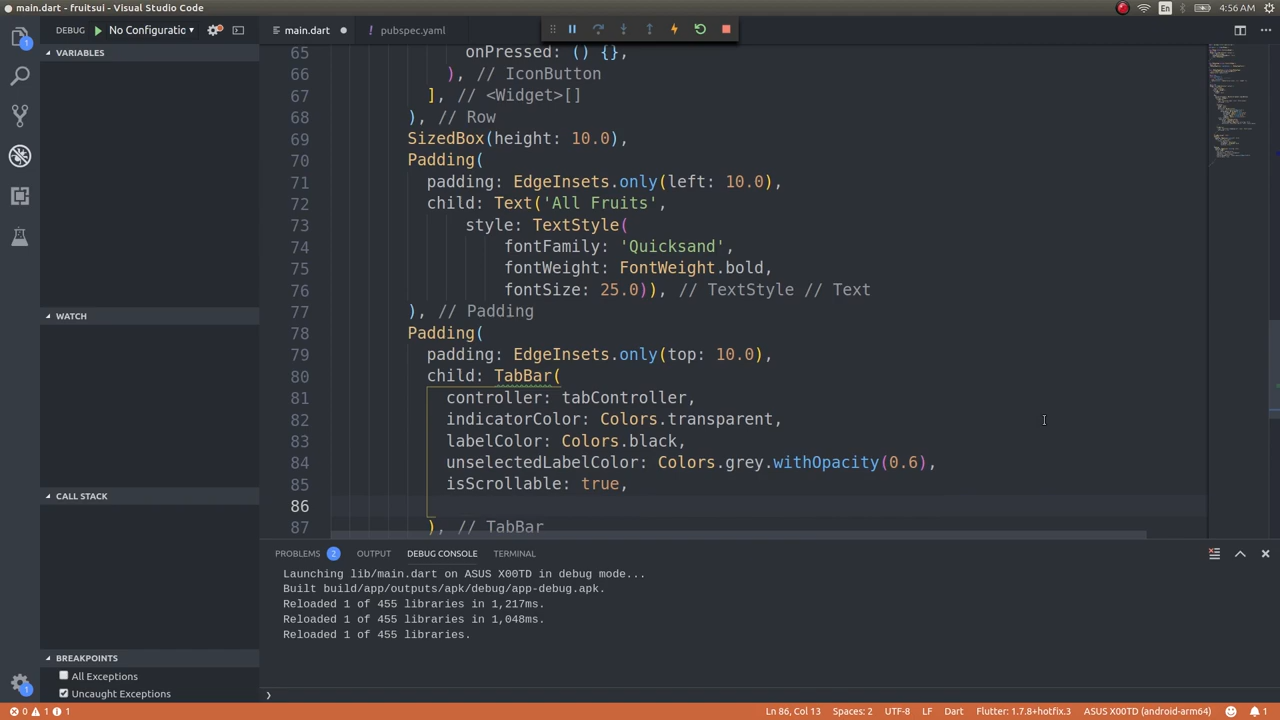 main.dart - fruitsui - Visual Studio Code
En
4:56 AM
DEBUG
No Configuratic
main.dart
pubspec.yaml
VARIABLES
WATCH
CALL STACK
BREAKPOINTS
All Exceptions
Uncaught Exceptions
65 onPressed: () {},
66 ), // IconButton
67 ], // <Widget>[]
68 ), // Row
69 SizedBox(height: 10.0),
70 Padding(
71 padding: EdgeInsets.only(left: 10.0),
72 child: Text('All Fruits',
73 style: TextStyle(
74 fontFamily: 'Quicksand',
75 fontWeight: FontWeight.bold,
76 fontSize: 25.0)), // TextStyle // Text
77 ), // Padding
78 Padding(
79 padding: EdgeInsets.only(top: 10.0),
80 child: TabBar(
81 controller: tabController,
82 indicatorColor: Colors.transparent,
83 labelColor: Colors.black,
84 unselectedLabelColor: Colors.grey.withOpacity(0.6),
85 isScrollable: true,
86
87 ), // TabBar
PROBLEMS 2 OUTPUT DEBUG CONSOLE TERMINAL
Launching lib/main.dart on ASUS X00TD in debug mode...
Built build/app/outputs/apk/debug/app-debug.apk.
Reloaded 1 of 455 libraries in 1,217ms.
Reloaded 1 of 455 libraries in 1,048ms.
Reloaded 1 of 455 libraries.
0 1 1 Ln 86, Col 13 Spaces: 2 UTF-8 LF Dart Flutter: 1.7.8+hotfix.3 ASUS X00TD (android-arm64) 1